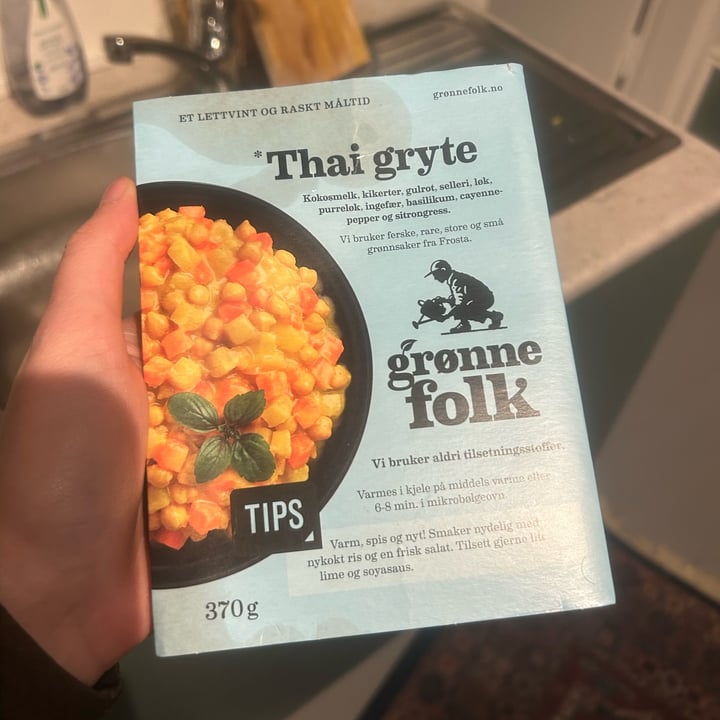 ET LETTVINT OG RASKT MÅLTID
grønnefolk.no
*Thai gryte
Kokosmelk, kikerter, gulrot, selleri, løk,
purreløk, ingefær, basilikum, cayenne-
pepper og sitrongress.
Vi bruker ferske, rare, store og små
grønnsaker fra Frosta.
grønne
folk
Vi bruker aldri tilsetningsstoffer.
Varmes i kjele på middels varme eller
6-8 min. i mikrobølgeovn
TIPS
Varm, spis og nyt! Smaker nydelig med
nykokt ris og en frisk salat. Tilsett gjerne litt
lime og soyasaus.
370 g